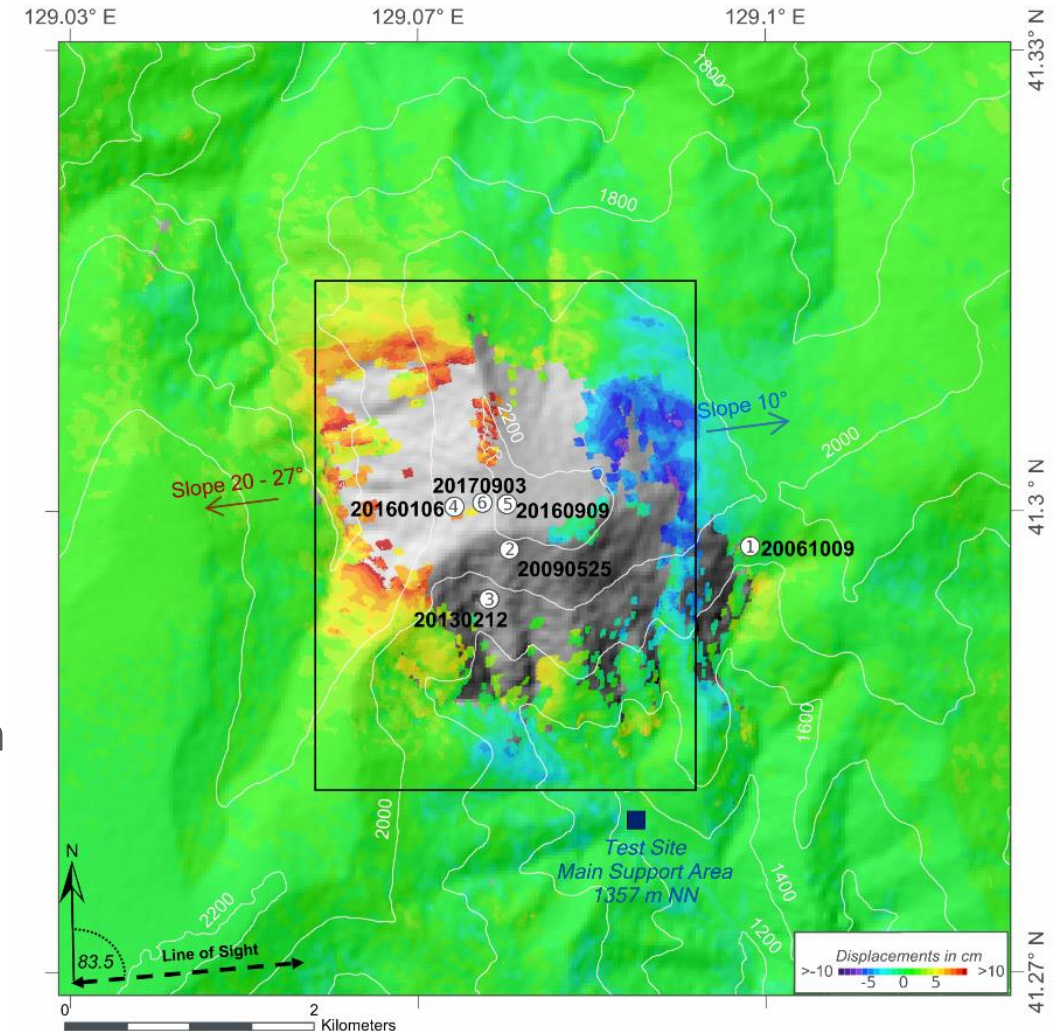 129.03° E
129.07° E
129.1° E
41.33° N
1800
1800
Slope 10°
2200
2000
Slope 20 - 27°
20170903
41.3° N
20160106
4
6
5
20160909
1
20061009
2
20090525
3
20130212
1600
2000
Test Site
Main Support Area
1357 m NN
1400
2200
1200
N
83.5
Line of Sight
Displacements in cm
>-10
>10
-5
0
5
41.27° N
0
2
Kilometers